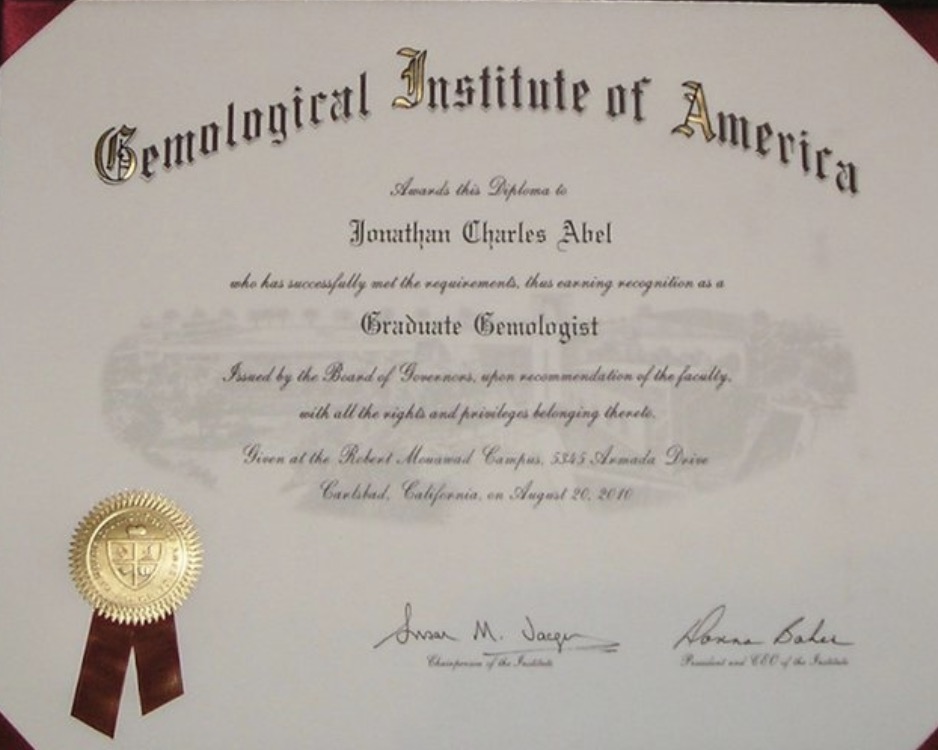 Gemological Institute of America
Awards this Diploma to
Jonathan Charles Abel
who has successfully met the requirements, thus earning recognition as a
Graduate Gemologist
Issued by the Board of Governors, upon recommendation of the faculty,
with all the rights and privileges belonging thereto.
Given at the Robert Mouawad Campus, 5345 Armada Drive
Carlsbad, California, on August 20, 2010
Susan M. Jacques Donna Baker
Chairperson of the Institute President and CEO of the Institute